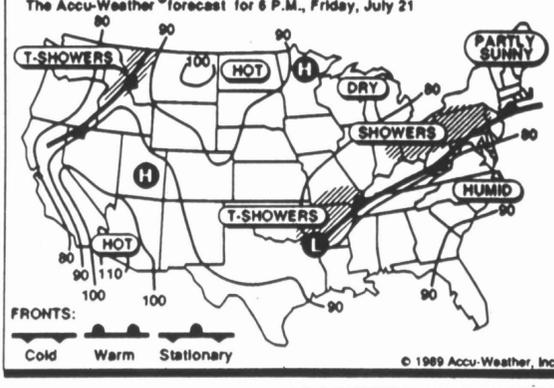 The Accu-Weather® forecast for 6 P.M., Friday, July 21
80
90
T-SHOWERS
100
HOT
90
H
DRY
80
PARTLY
SUNNY
SHOWERS
80
H
T-SHOWERS
HUMID
90
L
HOT
80
90
110
100
100
90
90
FRONTS:
Cold
Warm
Stationary
© 1989 Accu-Weather, Inc